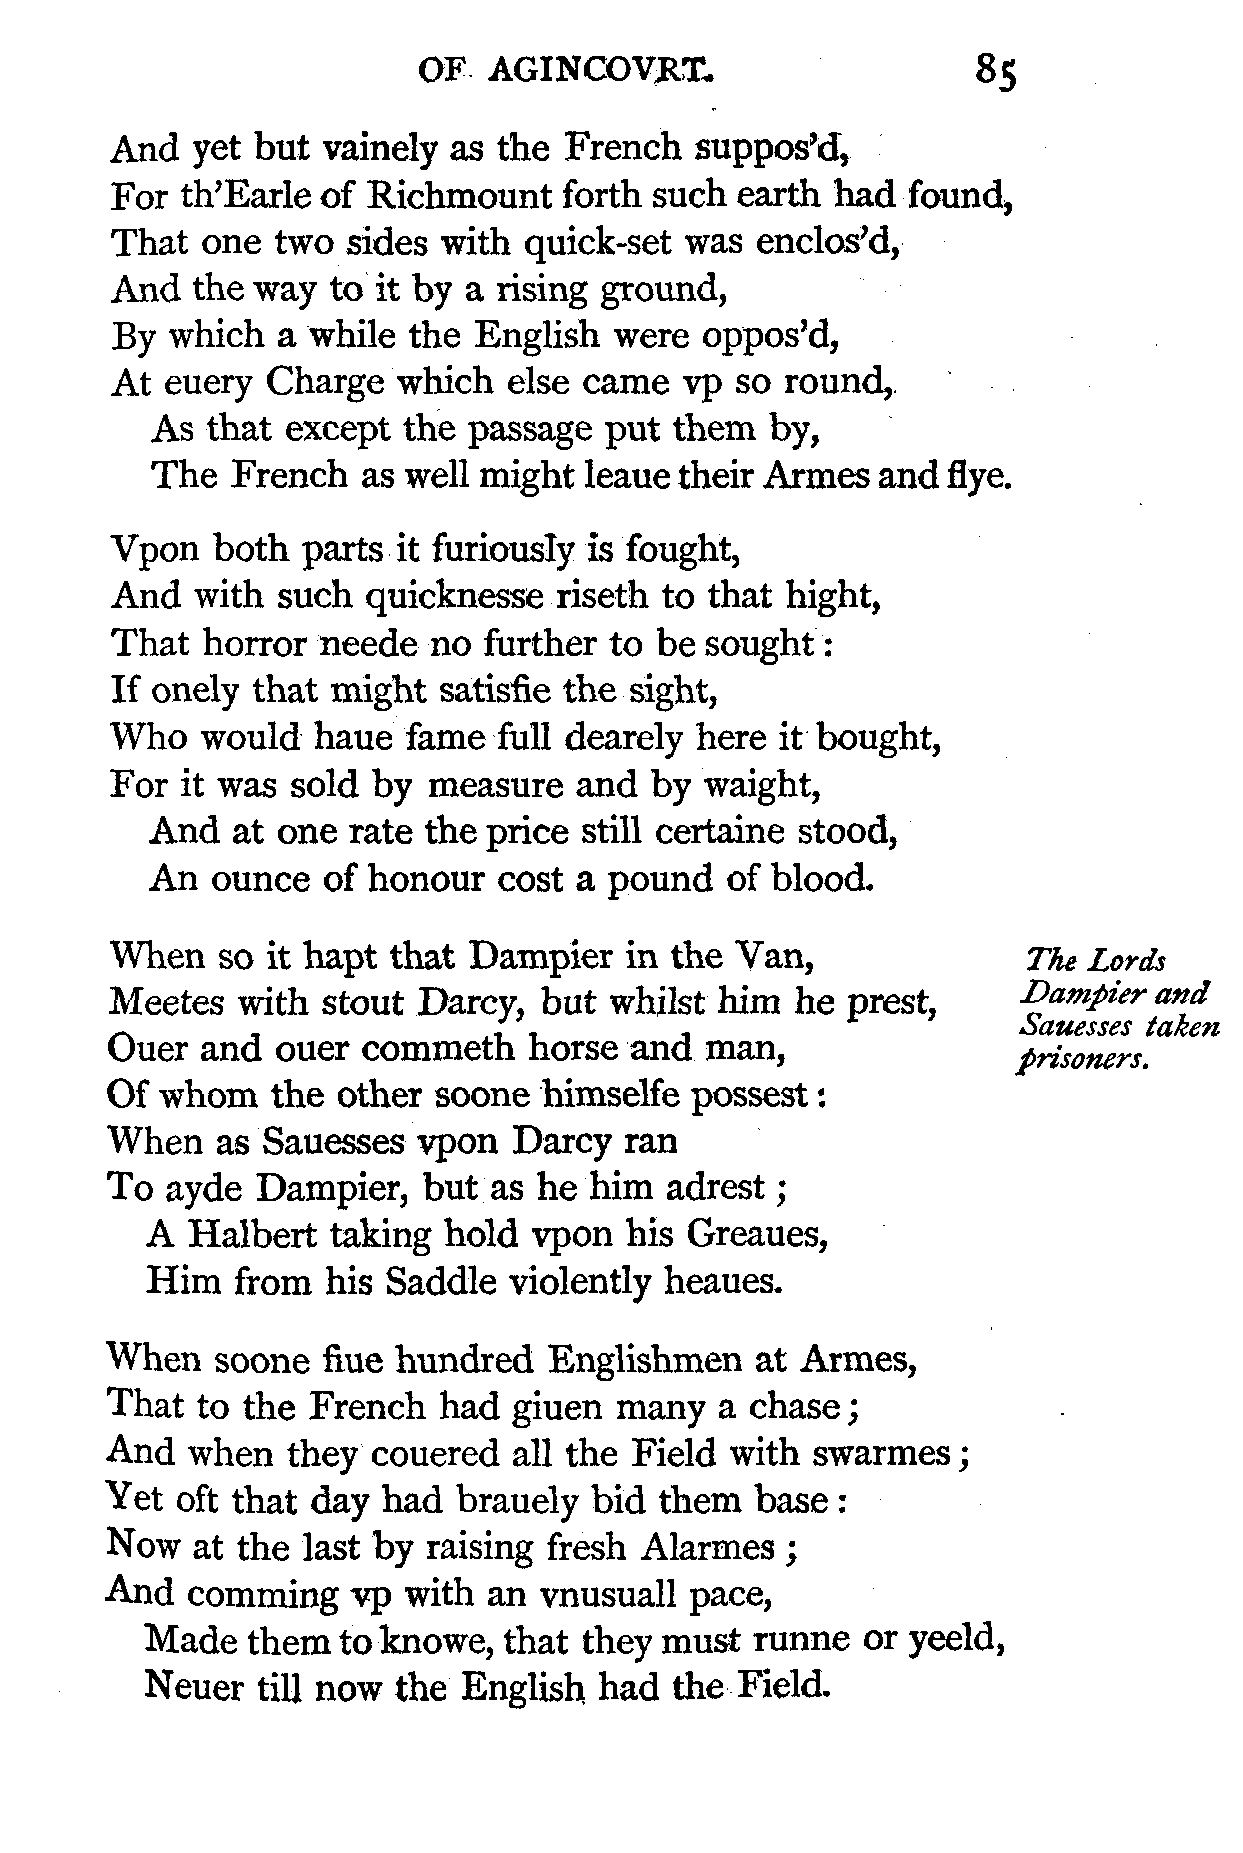 OF AGINCOVRT. 85
And yet but vainely as the French suppos'd,
For th'Earle of Richmount forth such earth had found,
That one two sides with quick-set was enclos'd,
And the way to it by a rising ground,
By which a while the English were oppos'd,
At euery Charge which else came vp so round,
As that except the passage put them by,
The French as well might leaue their Armes and flye.
Vpon both parts it furiously is fought,
And with such quicknesse riseth to that hight,
That horror neede no further to be sought:
If onely that might satisfie the sight,
Who would haue fame full dearely here it bought,
For it was sold by measure and by waight,
And at one rate the price still certaine stood,
An ounce of honour cost a pound of blood.
When so it hapt that Dampier in the Van,
Meetes with stout Darcy, but whilst him he prest,
Ouer and ouer commeth horse and man,
Of whom the other soone himselfe possest:
When as Sauesses vpon Darcy ran
To ayde Dampier, but as he him adrest;
A Halbert taking hold vpon his Greaues,
Him from his Saddle violently heaues.
The Lords
Dampier and
Sauesses taken
prisoners.
When soone fiue hundred Englishmen at Armes,
That to the French had giuen many a chase;
And when they couered all the Field with swarmes;
Yet oft that day had brauely bid them base:
Now at the last by raising fresh Alarmes;
And comming vp with an vnusuall pace,
Made them to knowe, that they must runne or yeeld,
Neuer till now the English had the Field.